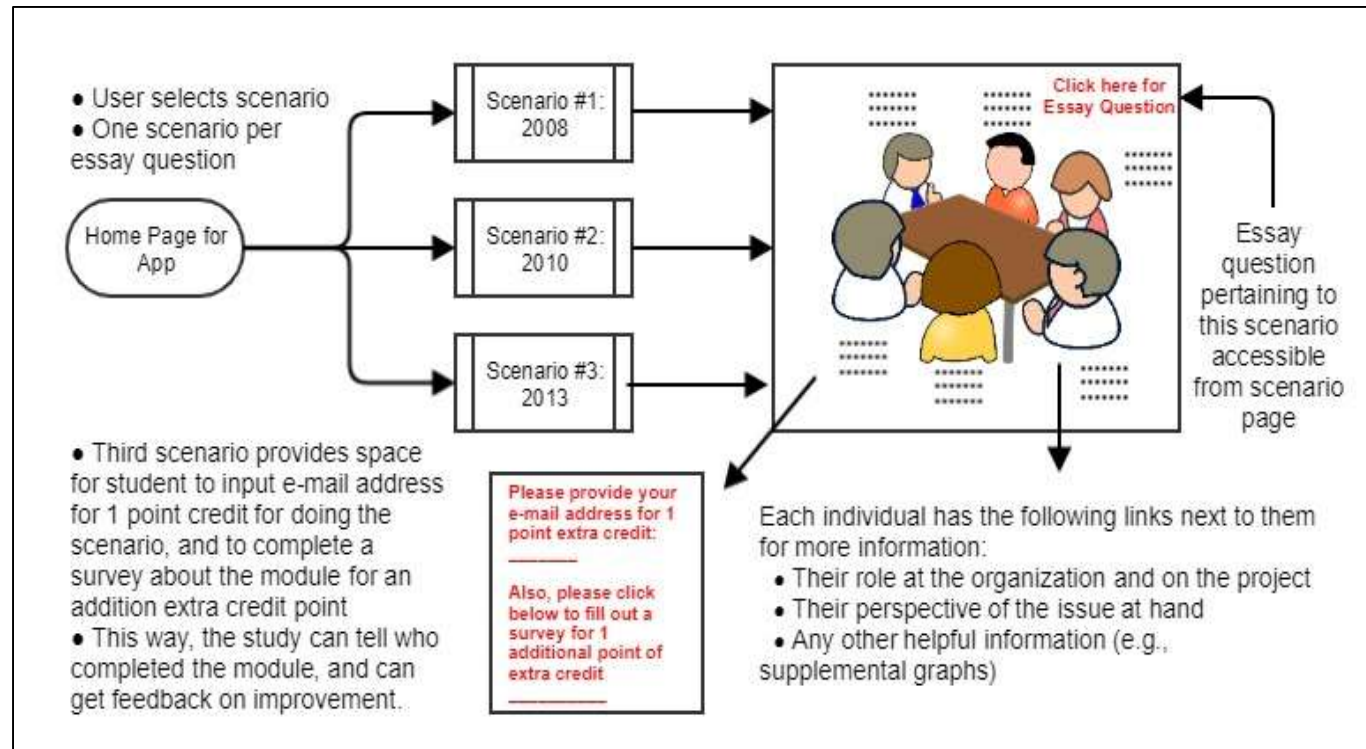 ● User selects scenario
● One scenario per
essay question
Home Page for
App
Scenario #1:
2008
Scenario #2:
2010
Scenario #3:
2013
Click here for
Essay Question
Essay
question
pertaining to
this scenario
accessible
from scenario
page
● Third scenario provides space
for student to input e-mail address
for 1 point credit for doing the
scenario, and to complete a
survey about the module for an
addition extra credit point
● This way, the study can tell who
completed the module, and can
get feedback on improvement.
Please provide your
e-mail address for 1
point extra credit:
_______
Also, please click
below to fill out a
survey for 1
additional point of
extra credit
__________
Each individual has the following links next to them
for more information:
● Their role at the organization and on the project
● Their perspective of the issue at hand
● Any other helpful information (e.g.,
supplemental graphs)